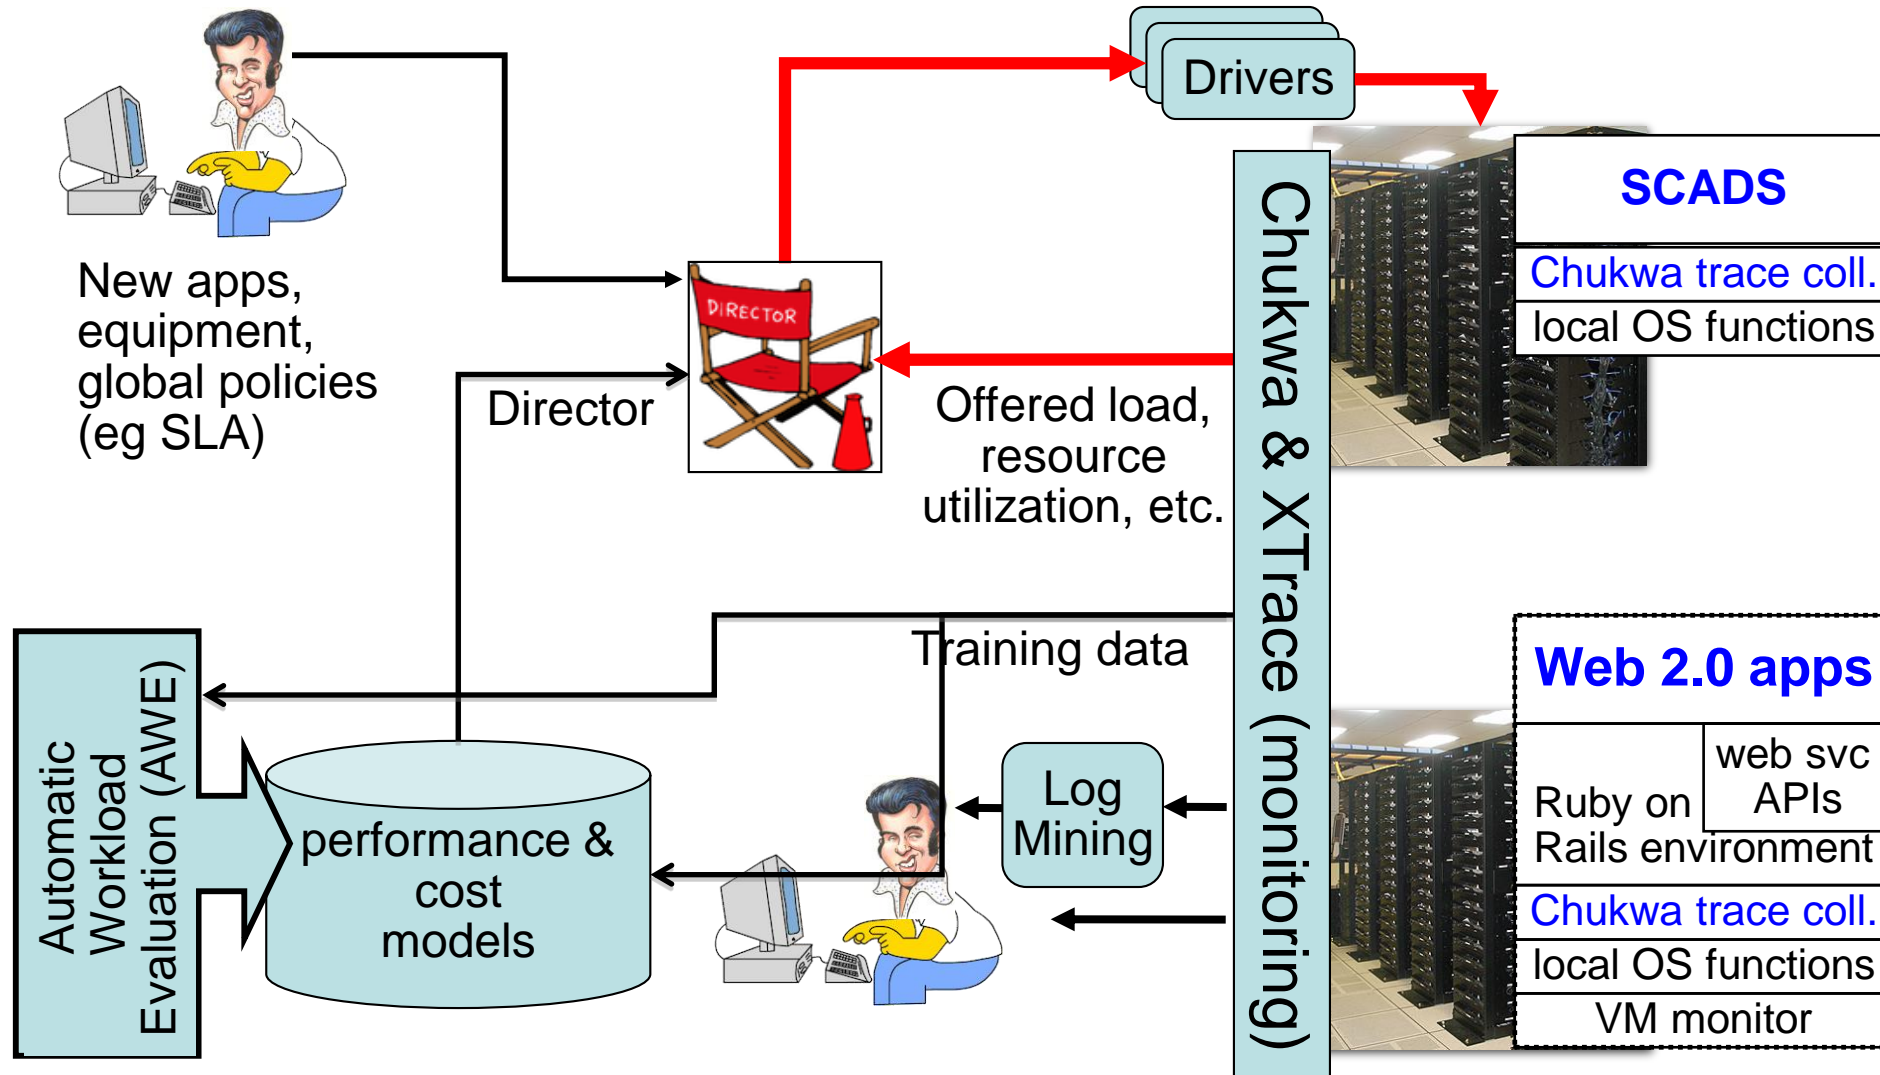 Drivers
SCADS
Chukwa trace coll.
local OS functions
New apps,
equipment,
global policies
(eg SLA)
DIRECTOR
Director
Offered load,
resource
utilization, etc.
Chukwa & XTrace (monitoring)
Training data
Automatic
Workload
Evaluation (AWE)
performance &
cost
models
Log
Mining
Web 2.0 apps
web svc
APIs
Ruby on
Rails environment
Chukwa trace coll.
local OS functions
VM monitor